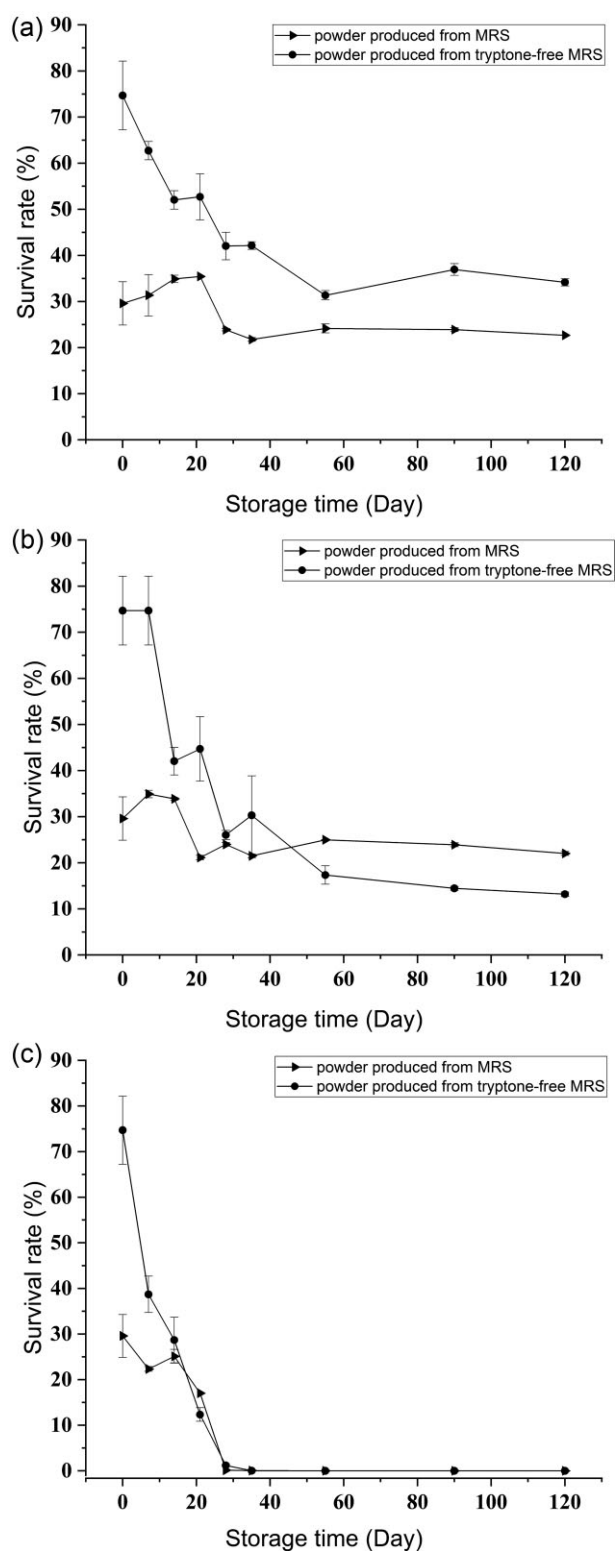 (a)
powder produced from MRS
powder produced from tryptone-free MRS
90
80
70
60
50
40
30
20
10
0
Survival rate (%)
0 20 40 60 80 100 120
Storage time (Day)
(b)
powder produced from MRS
powder produced from tryptone-free MRS
90
80
70
60
50
40
30
20
10
0
Survival rate (%)
0 20 40 60 80 100 120
Storage time (Day)
(c)
powder produced from MRS
powder produced from tryptone-free MRS
90
80
70
60
50
40
30
20
10
0
Survival rate (%)
0 20 40 60 80 100 120
Storage time (Day)